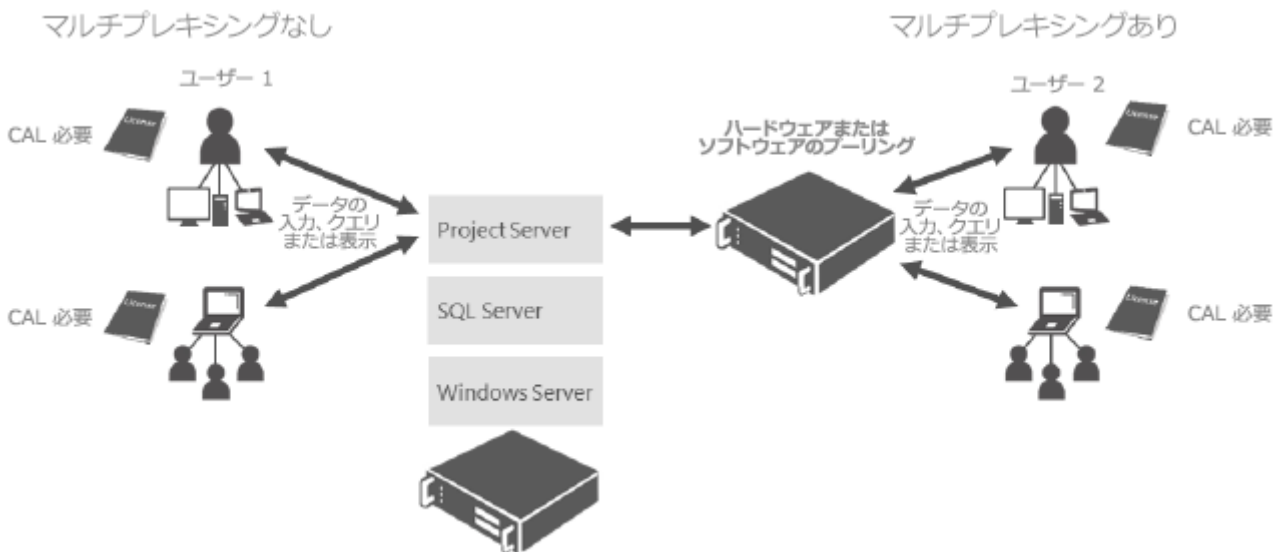 マルチプレキシングなし
マルチプレキシングあり
ユーザー 1
CAL 必要
License
データの
入力、クエリ
または表示
CAL 必要
License
Project Server
SQL Server
Windows Server
ハードウェアまたは
ソフトウェアのプーリング
ユーザー 2
License
CAL 必要
データの
入力、クエリ
または表示
License
CAL 必要